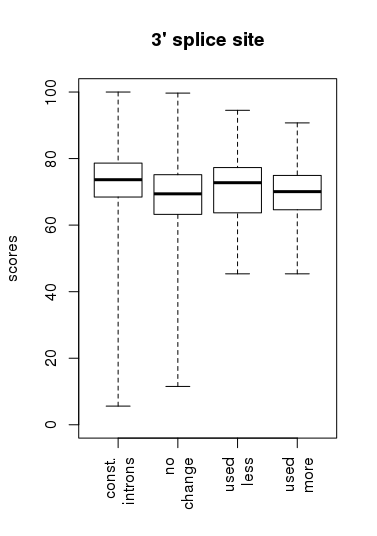 3' splice site
scores
100
80
60
40
20
0
const.
introns
no
change
used
less
used
more